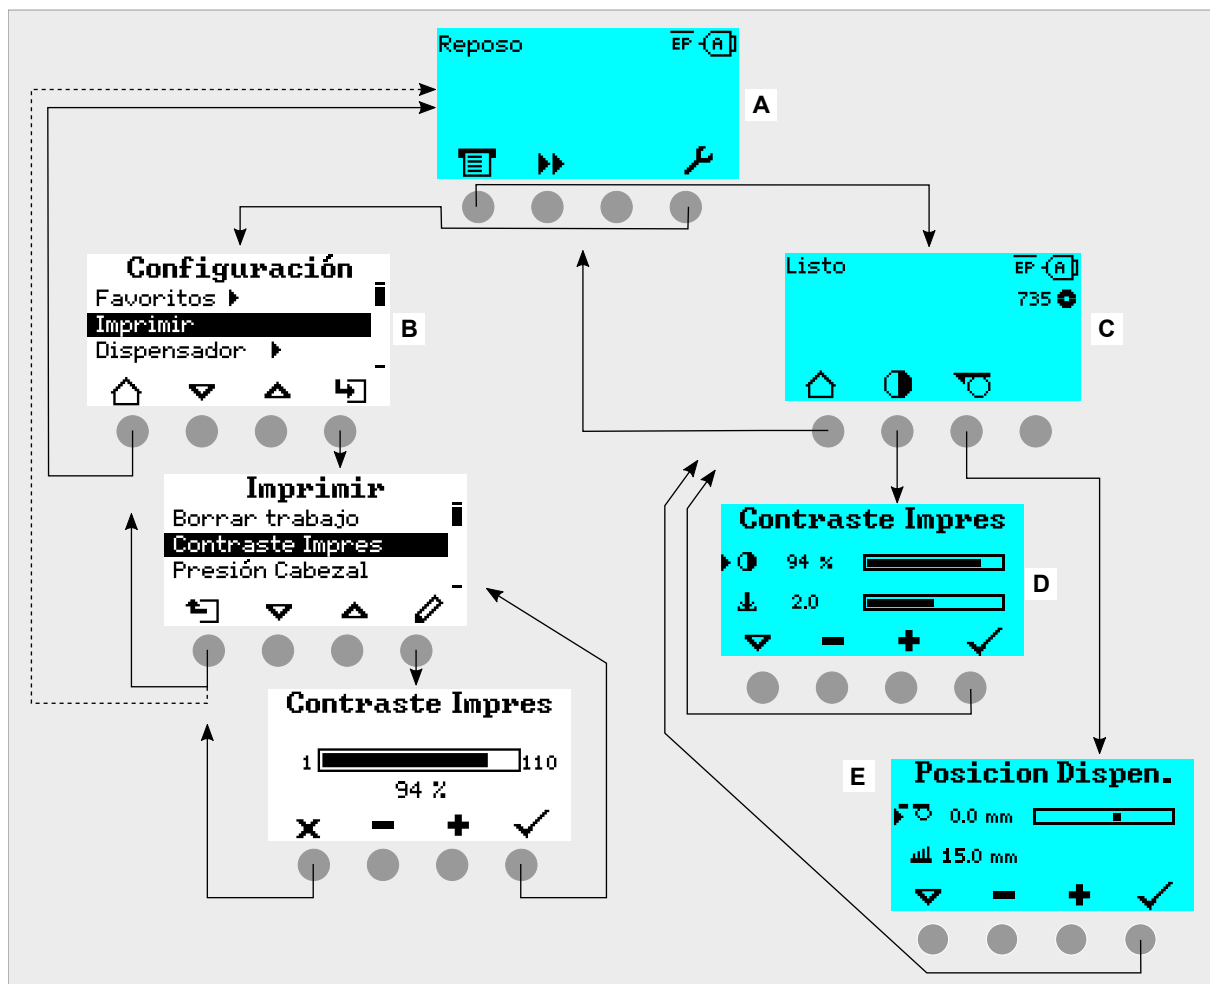 Reposo
EP A
A
Configuración
Favoritos
Imprimir
Dispensador
B
Listo
EP A
735
C
Imprimir
Borrar trabajo
Contraste Impres
Presión Cabezal
Contraste Impres
94 %
2.0
D
Contraste Impres
1 110
94 %
E
Posicion Dispen.
0.0 mm
15.0 mm